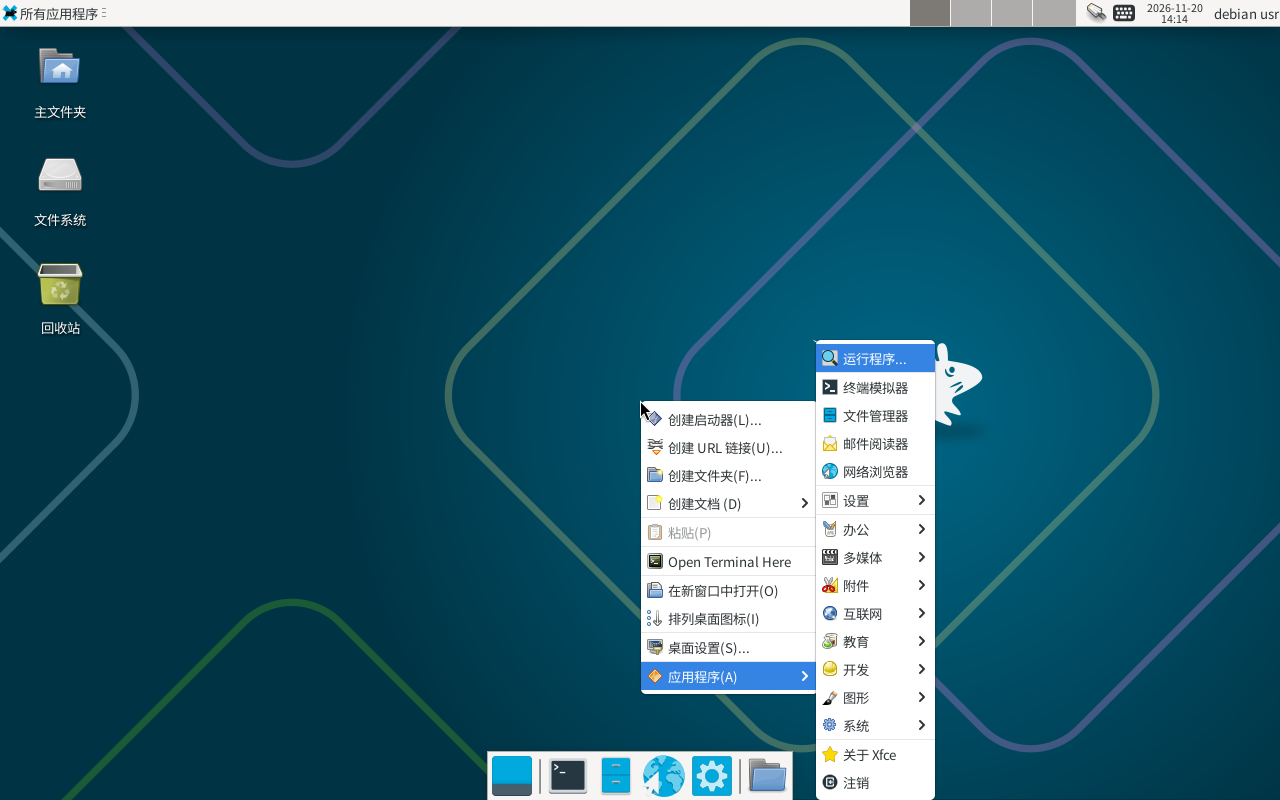 所有应用程序
2026-11-20
14:14
debian usr
主文件夹
文件系统
回收站
创建启动器(L)...
创建 URL 链接(U)...
创建文件夹(F)...
创建文档 (D)
粘贴(P)
Open Terminal Here
在新窗口中打开(O)
排列桌面图标(I)
桌面设置(S)...
应用程序(A)
运行程序...
终端模拟器
文件管理器
邮件阅读器
网络浏览器
设置
办公
多媒体
附件
互联网
教育
开发
图形
系统
关于 Xfce
注销